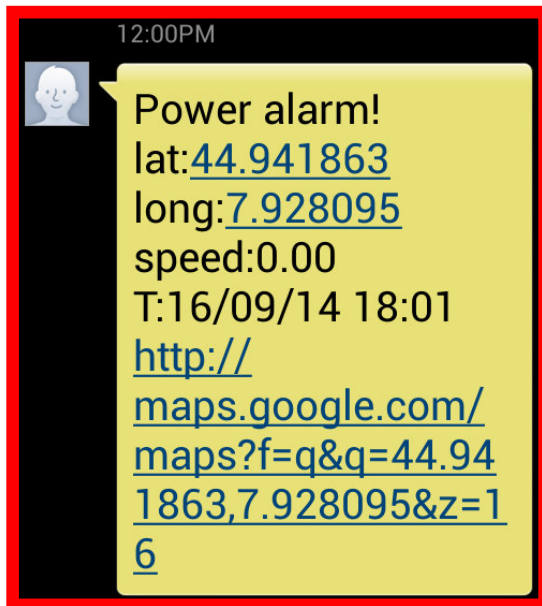 12:00PM
Power alarm!
lat:44.941863
long:7.928095
speed:0.00
T:16/09/14 18:01
http://
maps.google.com/
maps?f=q&q=44.94
1863,7.928095&z=1
6